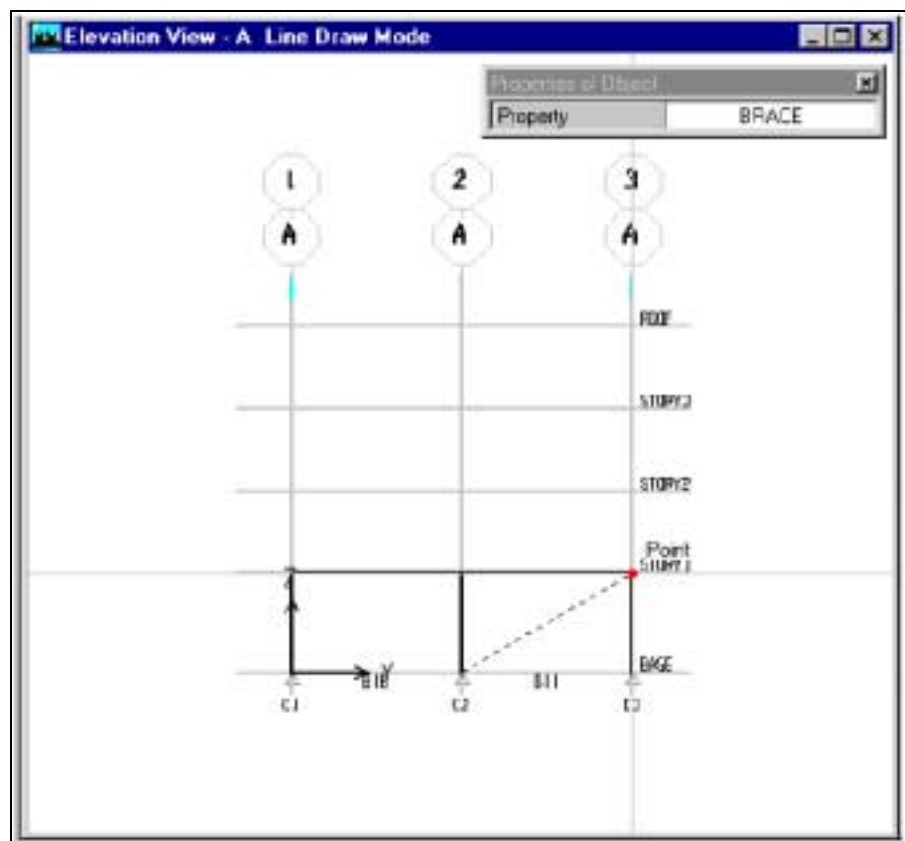 Elevation View - A Line Draw Mode
Properties of Object
Property BRACE
1 2 3
A A A
ROOF
STORY3
STORY2
Point
STORY1
BASE
Y
C1 C2 C3